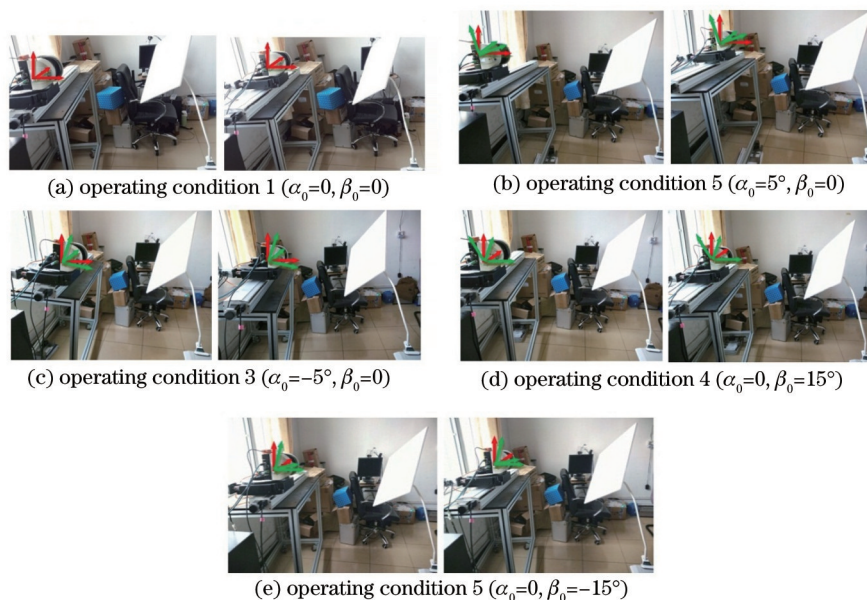 (a) operating condition 1 (α₀=0, β₀=0)
(b) operating condition 5 (α₀=5°, β₀=0)
(c) operating condition 3 (α₀=−5°, β₀=0)
(d) operating condition 4 (α₀=0, β₀=15°)
(e) operating condition 5 (α₀=0, β₀=−15°)